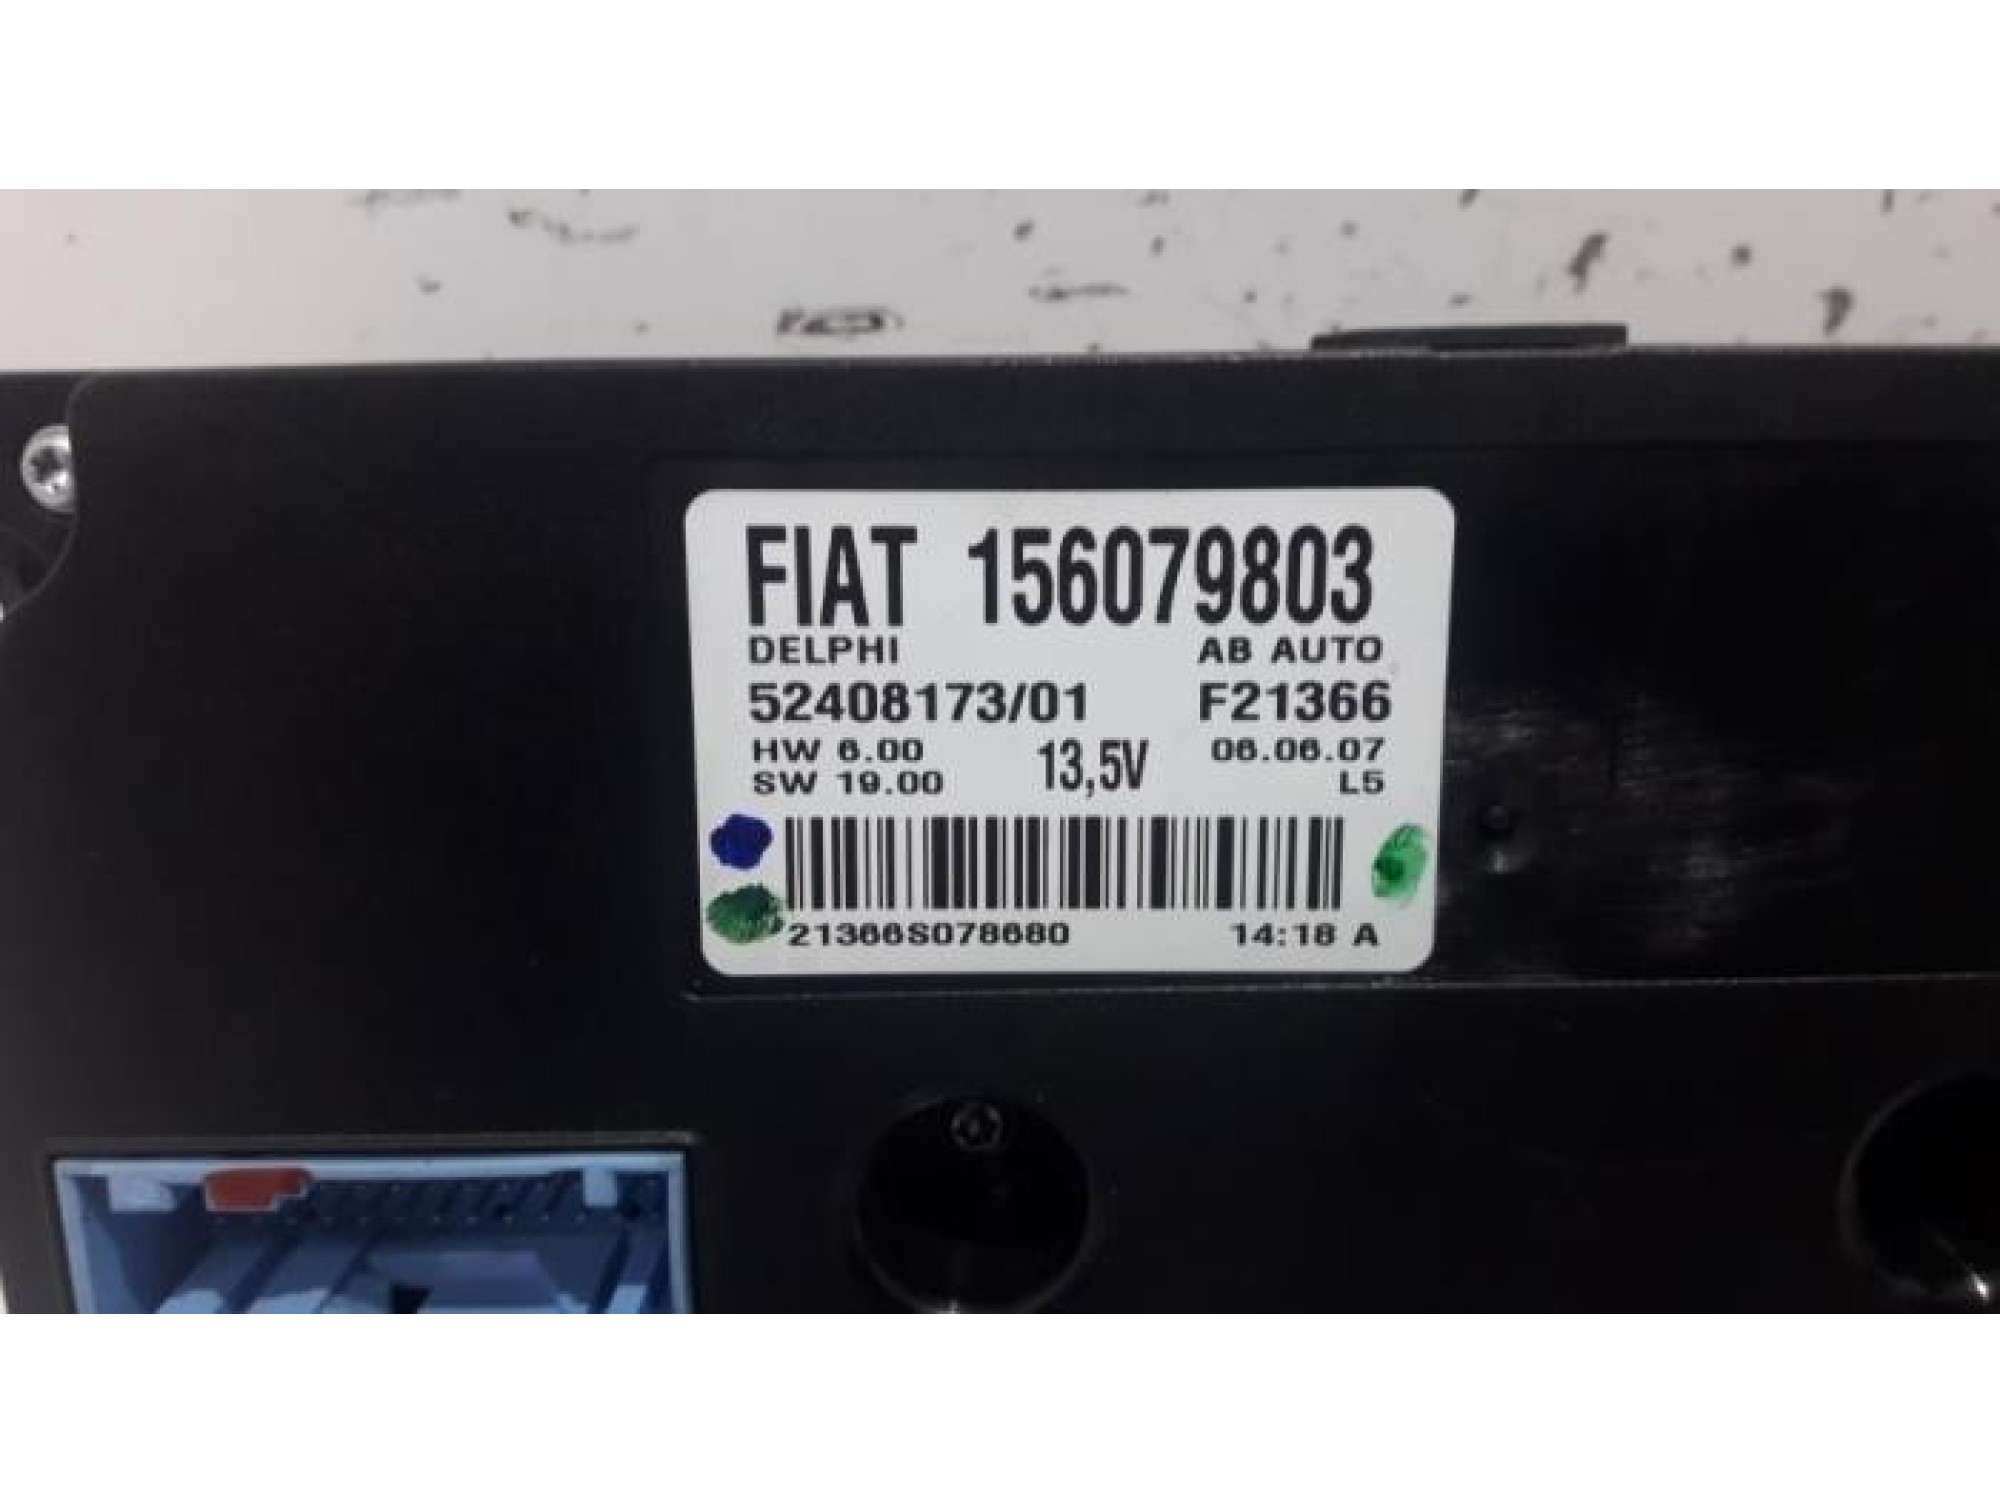 FIAT 156079803
DELPHI AB AUTO
52408173/01 F21366
HW 6.00 13,5V 06.06.07
SW 19.00 L5
21366S078680 14:18 A